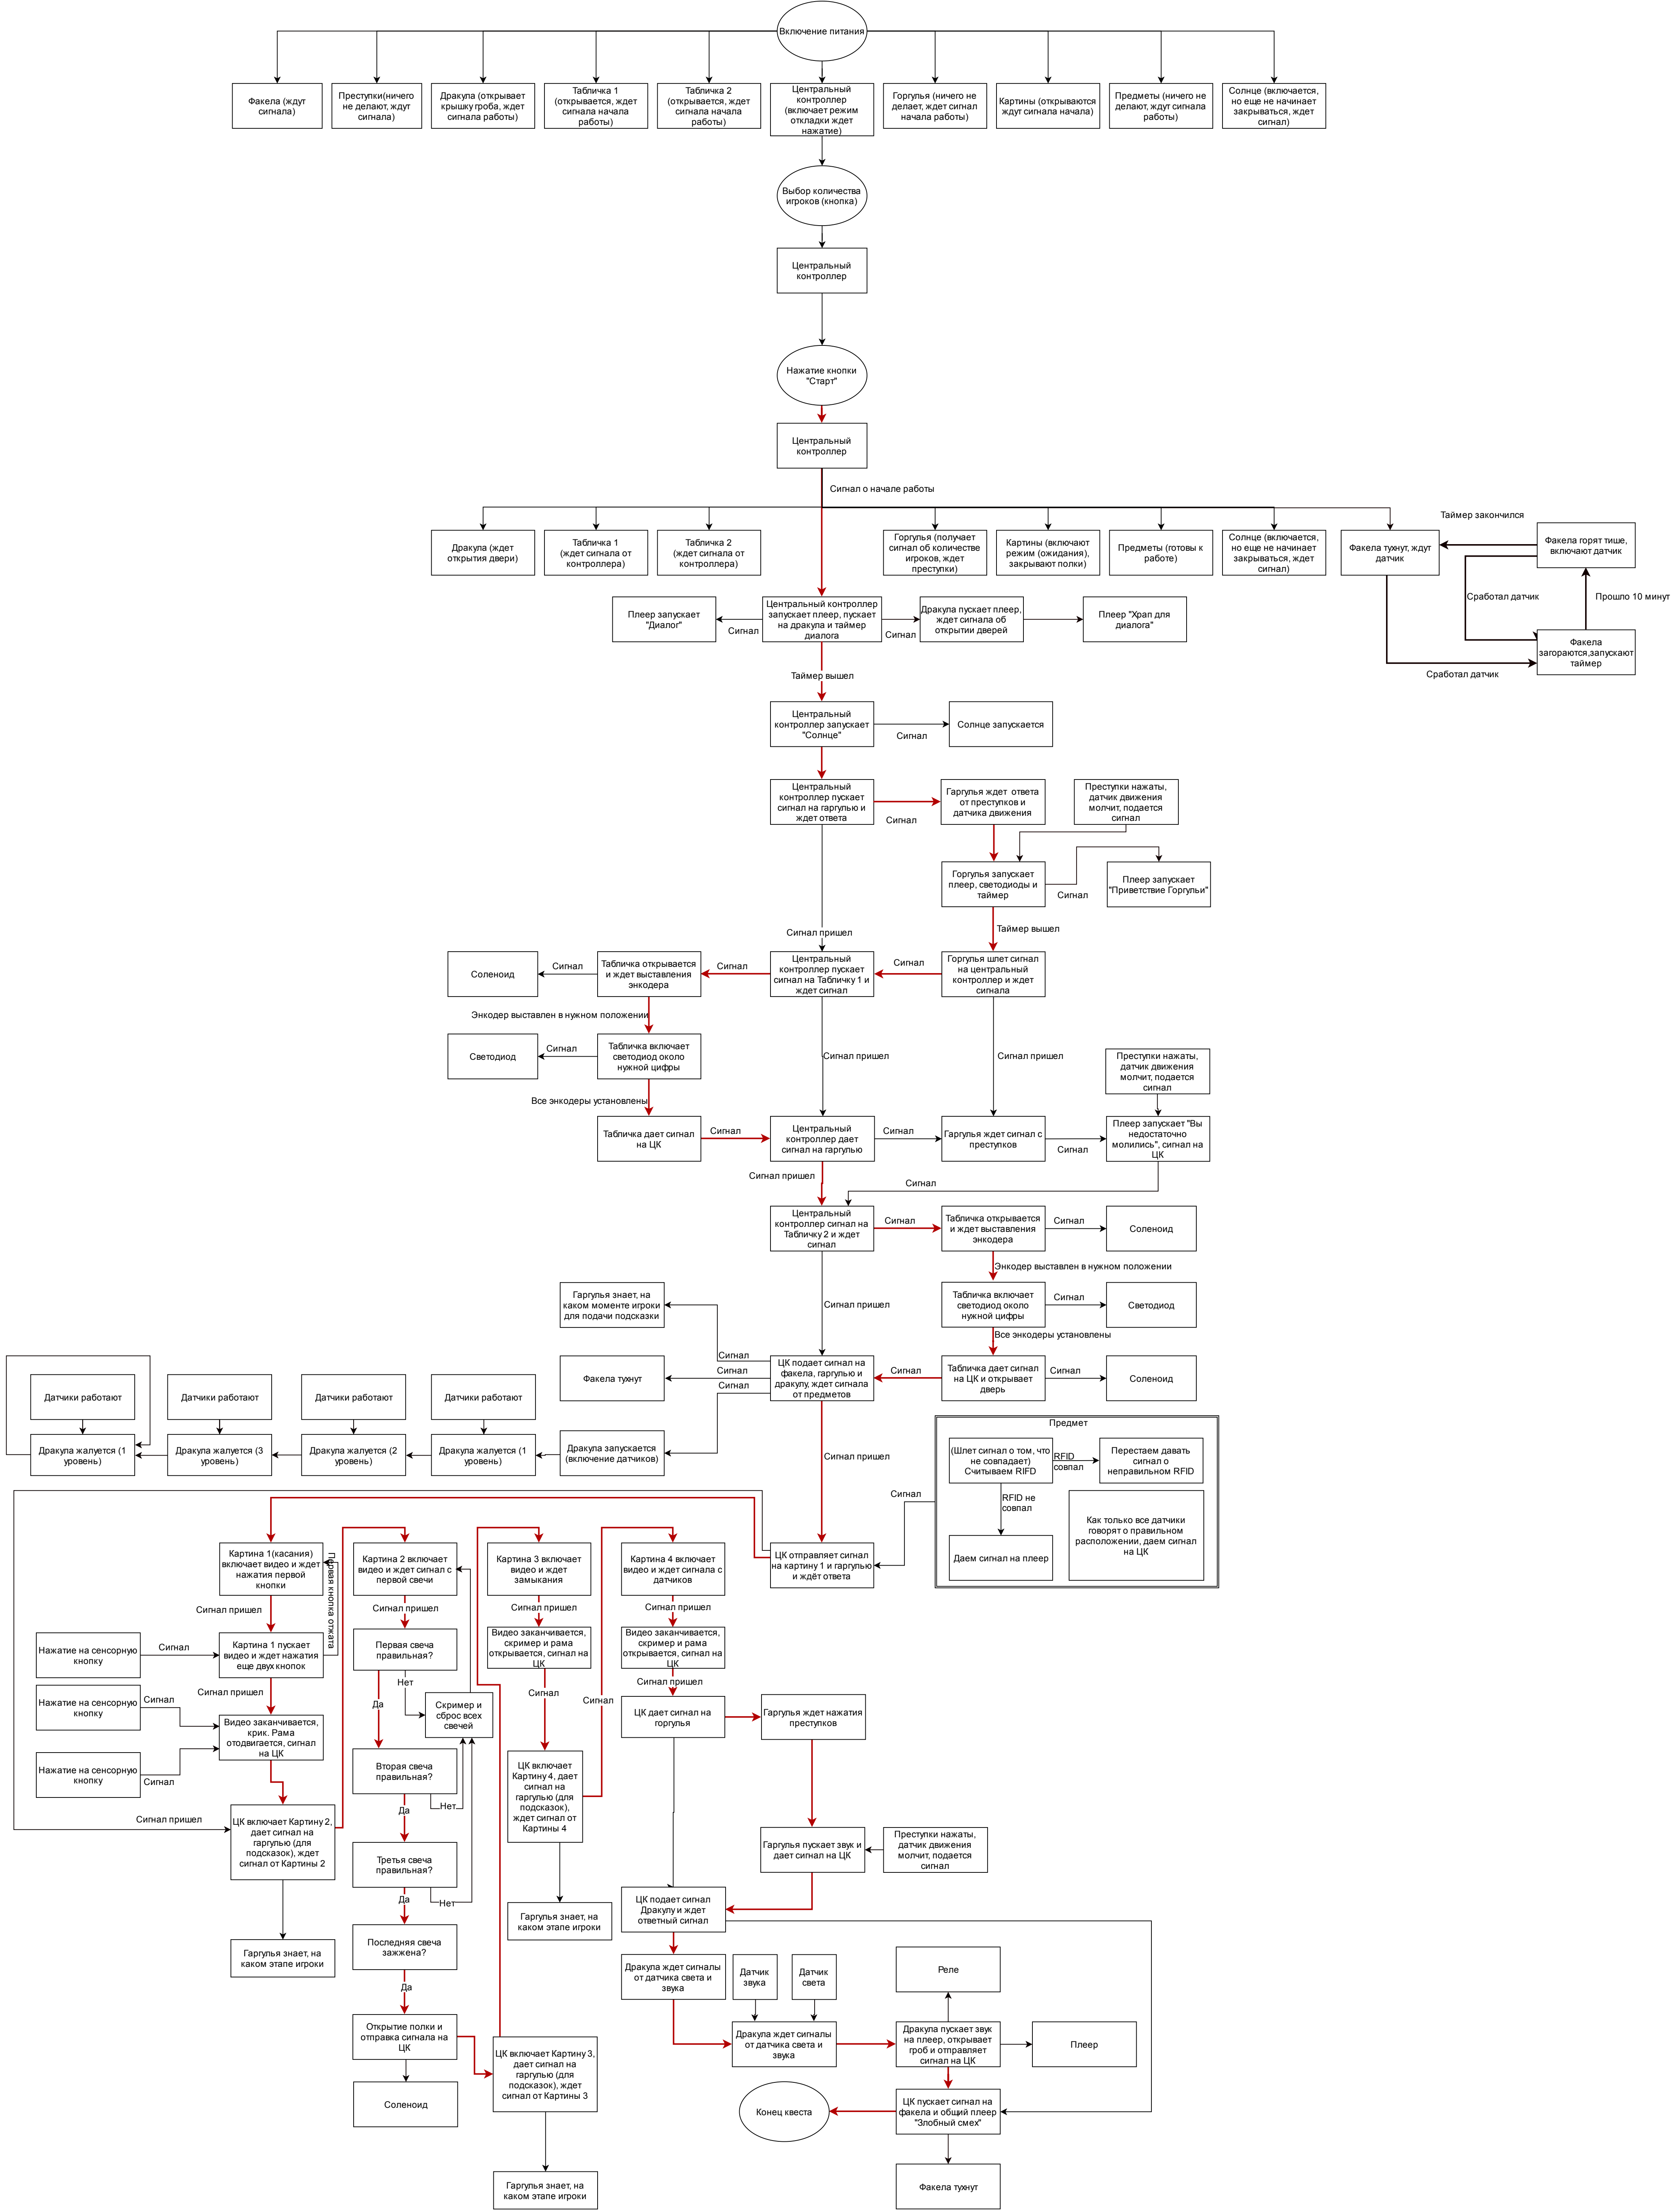 Включение питания
Факела (ждут
сигнала)
Преступки(ничего
не делают, ждут
сигнала)
Дракула (открывает
крышку гроба, ждет
сигнала работы)
Табличка 1
(открывается, ждет
сигнала начала
работы)
Табличка 2
(открывается, ждет
сигнала начала
работы)
Центральный
контроллер
(включает режим
откладки ждет
нажатие)
Горгулья (ничего не
делает, ждет сигнал
начала работы)
Картины (открываются
ждут сигнала начала)
Предметы (ничего не
делают, ждут сигнала
работы)
Солнце (включается,
но еще не начинает
закрываться, ждет
сигнал)
Выбор количества
игроков (кнопка)
Центральный
контроллер
Нажатие кнопки
"Старт"
Центральный
контроллер
Сигнал о начале работы
Дракула (ждет
открытия двери)
Табличка 1
(ждет сигнала от
контроллера)
Табличка 2
(ждет сигнала от
контроллера)
Горгулья (получает
сигнал об количестве
игроков, ждет
преступки)
Картины (включают
режим (ожидания),
закрывают полки)
Предметы (готовы к
работе)
Солнце (включается,
но еще не начинает
закрываться, ждет
сигнал)
Факела тухнут, ждут
датчик
Таймер закончился
Факела горят тише,
включают датчик
Сработал датчик
Прошло 10 минут
Факела
загораются,запускают
таймер
Сработал датчик
Плеер запускает
"Диалог"
Сигнал
Центральный контроллер
запускает плеер, пускает
на дракула и таймер
диалога
Сигнал
Дракула пускает плеер,
ждет сигнала об
открытии дверей
Плеер "Храп для
диалога"
Таймер вышел
Центральный
контроллер запускает
"Солнце"
Сигнал
Солнце запускается
Центральный
контроллер пускает
сигнал на гаргулью и
ждет ответа
Сигнал
Гаргулья ждет ответа
от преступков и
датчика движения
Преступки нажаты,
датчик движения
молчит, подается
сигнал
Горгулья запускает
плеер, светодиоды и
таймер
Сигнал
Плеер запускает
"Приветствие Горгульи"
Сигнал пришел
Таймер вышел
Соленоид
Сигнал
Табличка открывается
и ждет выставления
энкодера
Сигнал
Центральный
контроллер пускает
сигнал на Табличку 1 и
ждет сигнал
Сигнал
Горгулья шлет сигнал
на центральный
контроллер и ждет
сигнала
Энкодер выставлен в нужном положении
Светодиод
Сигнал
Табличка включает
светодиод около
нужной цифры
Сигнал пришел
Сигнал пришел
Преступки нажаты,
датчик движения
молчит, подается
сигнал
Все энкодеры установлены
Табличка дает сигнал
на ЦК
Сигнал
Центральный
контроллер дает
сигнал на гаргулью
Сигнал
Гаргулья ждет сигнал с
преступков
Сигнал
Плеер запускает "Вы
недостаточно
молились", сигнал на
ЦК
Сигнал пришел
Сигнал
Центральный
контроллер сигнал на
Табличку 2 и ждет
сигнал
Сигнал
Табличка открывается
и ждет выставления
энкодера
Сигнал
Соленоид
Энкодер выставлен в нужном положении
Гаргулья знает, на
каком моменте игроки
для подачи подсказки
Сигнал пришел
Табличка включает
светодиод около
нужной цифры
Сигнал
Светодиод
Все энкодеры установлены
Сигнал
Факела тухнут
Сигнал
Сигнал
ЦК подает сигнал на
факела, гаргулью и
дракулу, ждет сигнала
от предметов
Сигнал
Табличка дает сигнал
на ЦК и открывает
дверь
Сигнал
Соленоид
Датчики работают
Датчики работают
Датчики работают
Датчики работают
Дракула жалуется (1
уровень)
Дракула жалуется (3
уровень)
Дракула жалуется (2
уровень)
Дракула жалуется (1
уровень)
Дракула запускается
(включение датчиков)
Сигнал пришел
Предмет
(Шлет сигнал о том, что
не совпадает)
Считываем RIFD
RFID
совпал
Перестаем давать
сигнал о
неправильном RFID
RFID не
совпал
Даем сигнал на плеер
Как только все датчики
говорят о правильном
расположении, даем сигнал
на ЦК
Сигнал
Картина 1(касания)
включает видео и ждет
нажатия первой
кнопки
Первая кнопка отжата
Картина 2 включает
видео и ждет сигнал с
первой свечи
Картина 3 включает
видео и ждет
замыкания
Картина 4 включает
видео и ждет сигнала с
датчиков
ЦК отправляет сигнал
на картину 1 и гаргулью
и ждёт ответа
Сигнал пришел
Сигнал пришел
Сигнал пришел
Сигнал пришел
Нажатие на сенсорную
кнопку
Сигнал
Картина 1 пускает
видео и ждет нажатия
еще двух кнопок
Первая свеча
правильная?
Видео заканчивается,
скример и рама
открывается, сигнал на
ЦК
Видео заканчивается,
скример и рама
открывается, сигнал на
ЦК
Сигнал пришел
Нет
Сигнал
Сигнал пришел
Нажатие на сенсорную
кнопку
Сигнал
Да
Скример и
сброс всех
свечей
Сигнал
ЦК дает сигнал на
горгулья
Гаргулья ждет нажатия
преступков
Видео заканчивается,
крик. Рама
отодвигается, сигнал
на ЦК
Нажатие на сенсорную
кнопку
Сигнал
Вторая свеча
правильная?
Нет
Да
ЦК включает
Картину 4, дает
сигнал на
гаргулью (для
подсказок),
ждет сигнал от
Картины 4
Сигнал пришел
ЦК включает Картину 2,
дает сигнал на
гаргулью (для
подсказок), ждет
сигнал от Картины 2
Третья свеча
правильная?
Нет
Да
Гаргулья пускает звук и
дает сигнал на ЦК
Преступки нажаты,
датчик движения
молчит, подается
сигнал
Гаргулья знает, на
каком этапе игроки
ЦК подает сигнал
Дракулу и ждет
ответный сигнал
Гаргулья знает, на
каком этапе игроки
Последняя свеча
зажжена?
Да
Дракула ждет сигналы
от датчика света и
звука
Датчик
звука
Датчик
света
Реле
Открытие полки и
отправка сигнала на
ЦК
Соленоид
ЦК включает Картину 3,
дает сигнал на
гаргулью (для
подсказок), ждет
сигнал от Картины 3
Дракула ждет сигналы
от датчика света и
звука
Дракула пускает звук
на плеер, открывает
гроб и отправляет
сигнал на ЦК
Плеер
Конец квеста
ЦК пускает сигнал на
факела и общий плеер
"Злобный смех"
Гаргулья знает, на
каком этапе игроки
Факела тухнут